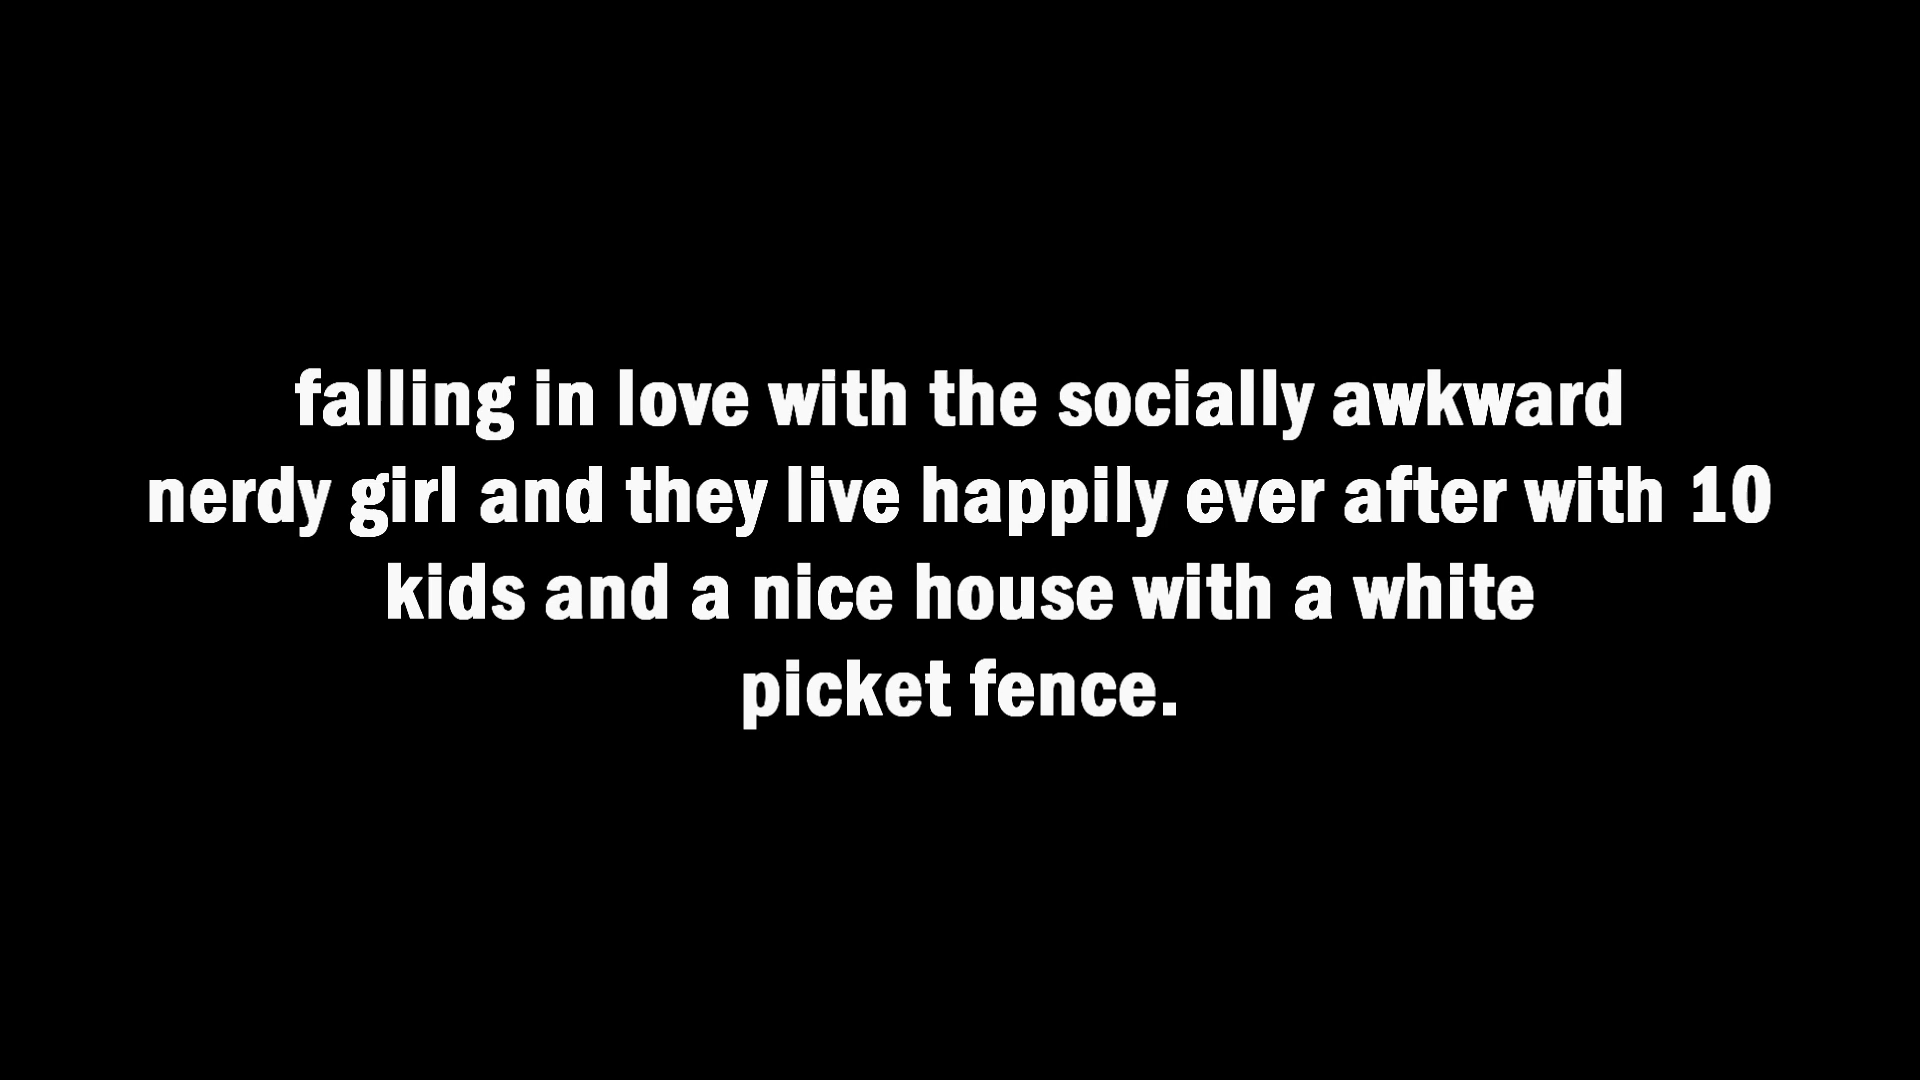 falling in love with the socially awkward
nerdy girl and they live happily ever after with 10
kids and a nice house with a white
picket fence.